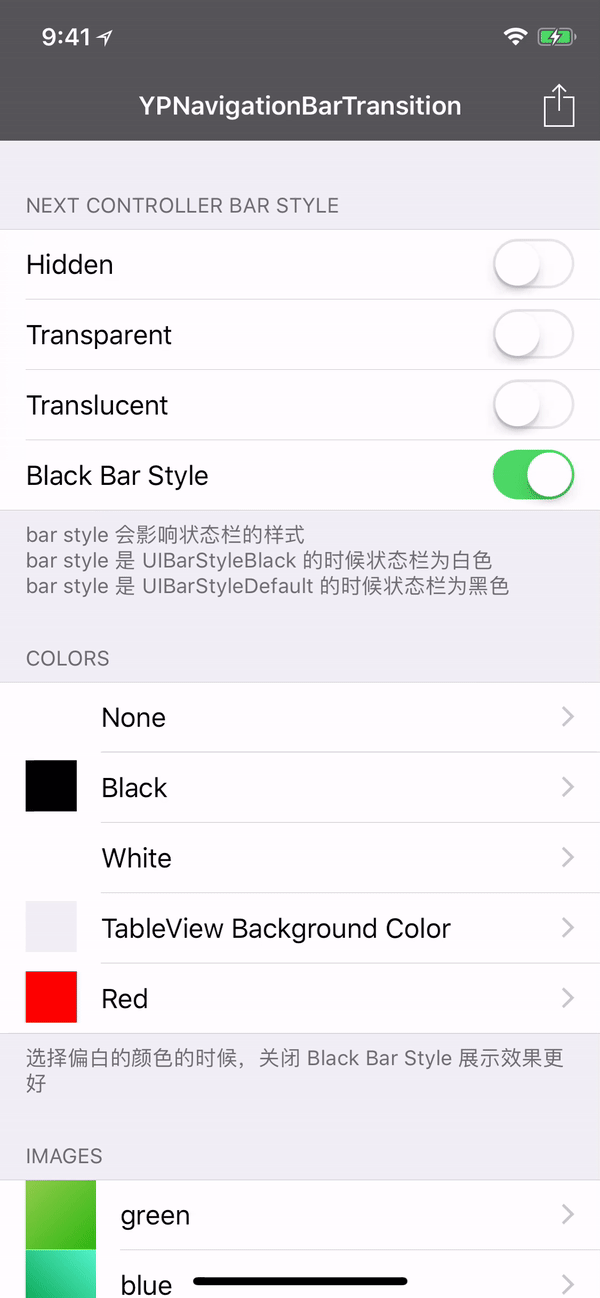 9:41
YPNavigationBarTransition
NEXT CONTROLLER BAR STYLE
Hidden
Transparent
Translucent
Black Bar Style
bar style 会影响状态栏的样式
bar style 是 UIBarStyleBlack 的时候状态栏为白色
bar style 是 UIBarStyleDefault 的时候状态栏为黑色
COLORS
None
Black
White
TableView Background Color
Red
选择偏白的颜色的时候，关闭 Black Bar Style 展示效果更
好
IMAGES
green
blue